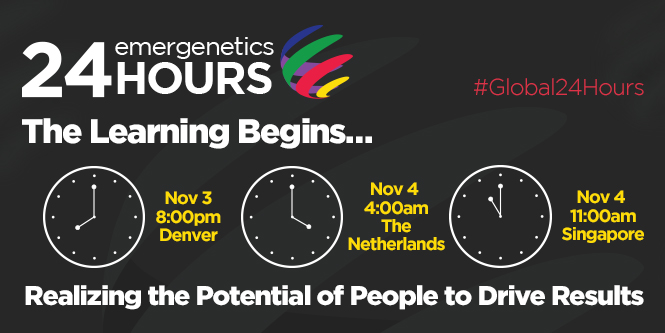 24 emergenetics
HOURS
#Global24Hours
The Learning Begins...
Nov 3
8:00pm
Denver
Nov 4
4:00am
The
Netherlands
Nov 4
11:00am
Singapore
Realizing the Potential of People to Drive Results